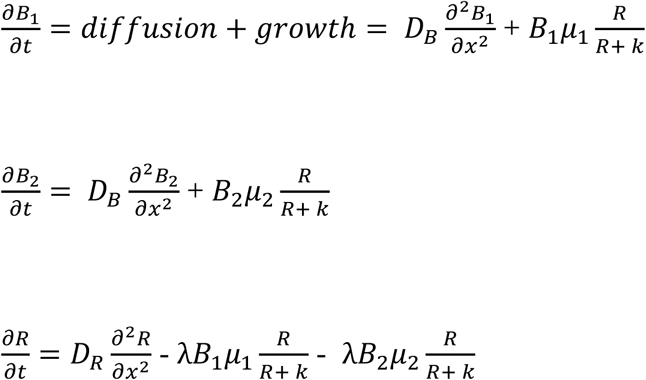 ∂B₁/∂t = diffusion + growth = D_B ∂²B₁/∂x² + B₁μ₁ R/(R+ k)
∂B₂/∂t = D_B ∂²B₂/∂x² + B₂μ₂ R/(R+ k)
∂R/∂t = D_R ∂²R/∂x² - λB₁μ₁ R/(R+ k) - λB₂μ₂ R/(R+ k)